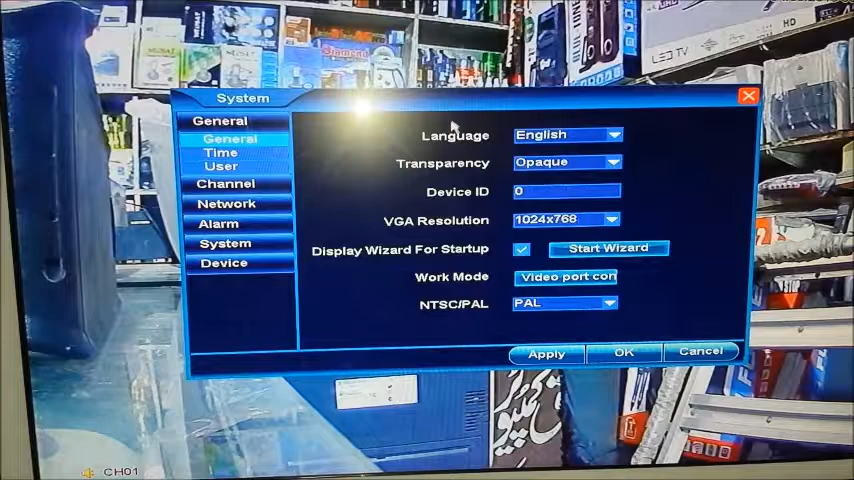 System
General
General
Time
User
Channel
Network
Alarm
System
Device
Language English
Transparency Opaque
Device ID 0
VGA Resolution 1024x768
Display Wizard For Startup Start Wizard
Work Mode Video port con
NTSC/PAL PAL
Apply OK Cancel
CH01
LED TV
HD
Diamond
STOP